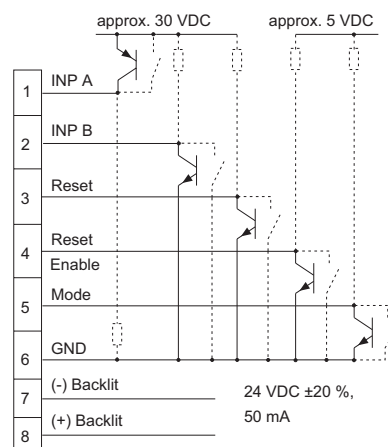 approx. 30 VDC approx. 5 VDC
1 INP A
2 INP B
3 Reset
4 Reset
Enable
5 Mode
6 GND
7 (-) Backlit
8 (+) Backlit
24 VDC ±20 %,
50 mA